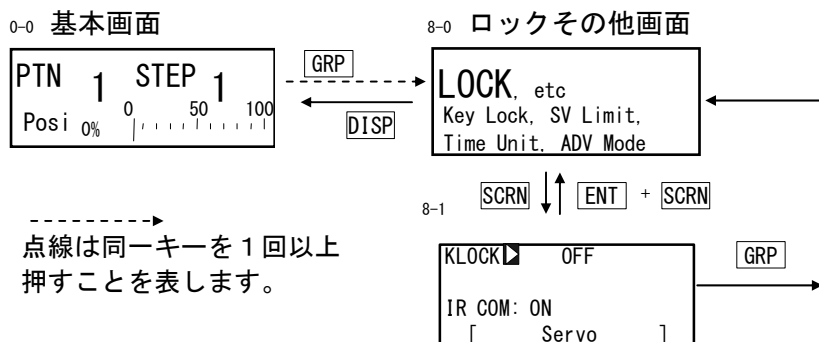 0-0 基本画面
PTN 1 STEP 1
Posi 0% 0 50 100
GRP
DISP
8-0 ロックその他画面
LOCK, etc
Key Lock, SV Limit,
Time Unit, ADV Mode
SCRN
ENT + SCRN
点線は同一キーを１回以上
押すことを表します。
8-1
KLOCK OFF
IR COM: ON
[ Servo ]
GRP